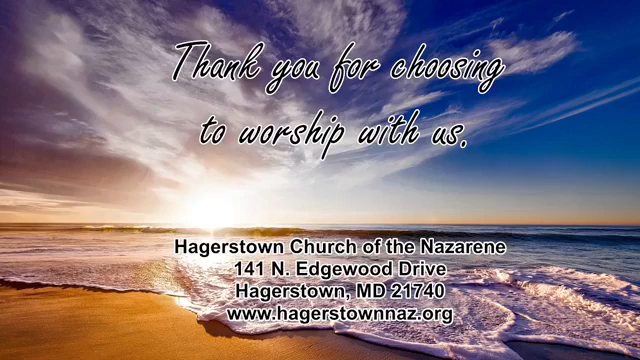 Thank you for choosing
to worship with us.
Hagerstown Church of the Nazarene
141 N. Edgewood Drive
Hagerstown, MD 21740
www.hagerstownnaz.org